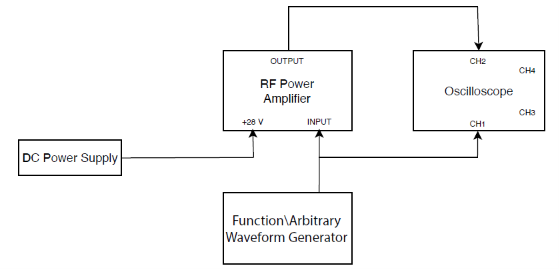 OUTPUT
RF Power
Amplifier
+28 V
INPUT
CH2
CH4
Oscilloscope
CH3
CH1
DC Power Supply
Function\Arbitrary
Waveform Generator